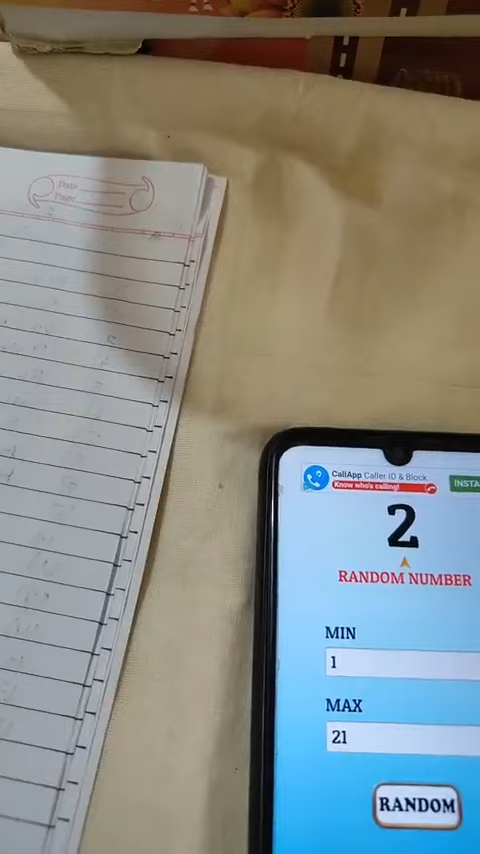 Date
Page
CallApp Caller ID & Block
Know who's calling!
INSTA
2
RANDOM NUMBER
MIN
1
MAX
21
RANDOM